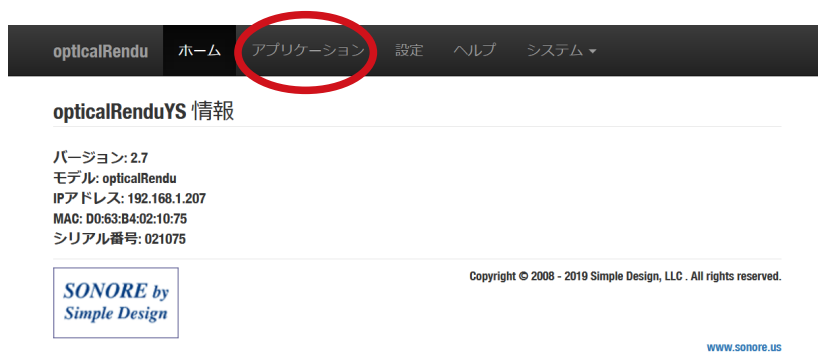 opticalRendu ホーム アプリケーション 設定 ヘルプ システム
opticalRenduYS 情報
バージョン: 2.7
モデル: opticalRendu
IPアドレス: 192.168.1.207
MAC: D0:63:B4:02:10:75
シリアル番号: 021075
Copyright © 2008 - 2019 Simple Design, LLC . All rights reserved.
SONORE by
Simple Design
www.sonore.us